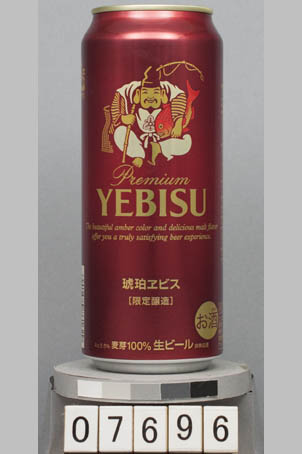 Premium
YEBISU
The beautiful amber color and delicious malt flavor
offer you a truly satisfying beer experience.
琥珀ヱビス
【限定醸造】
お酒
麦芽100% 生ビール
07696